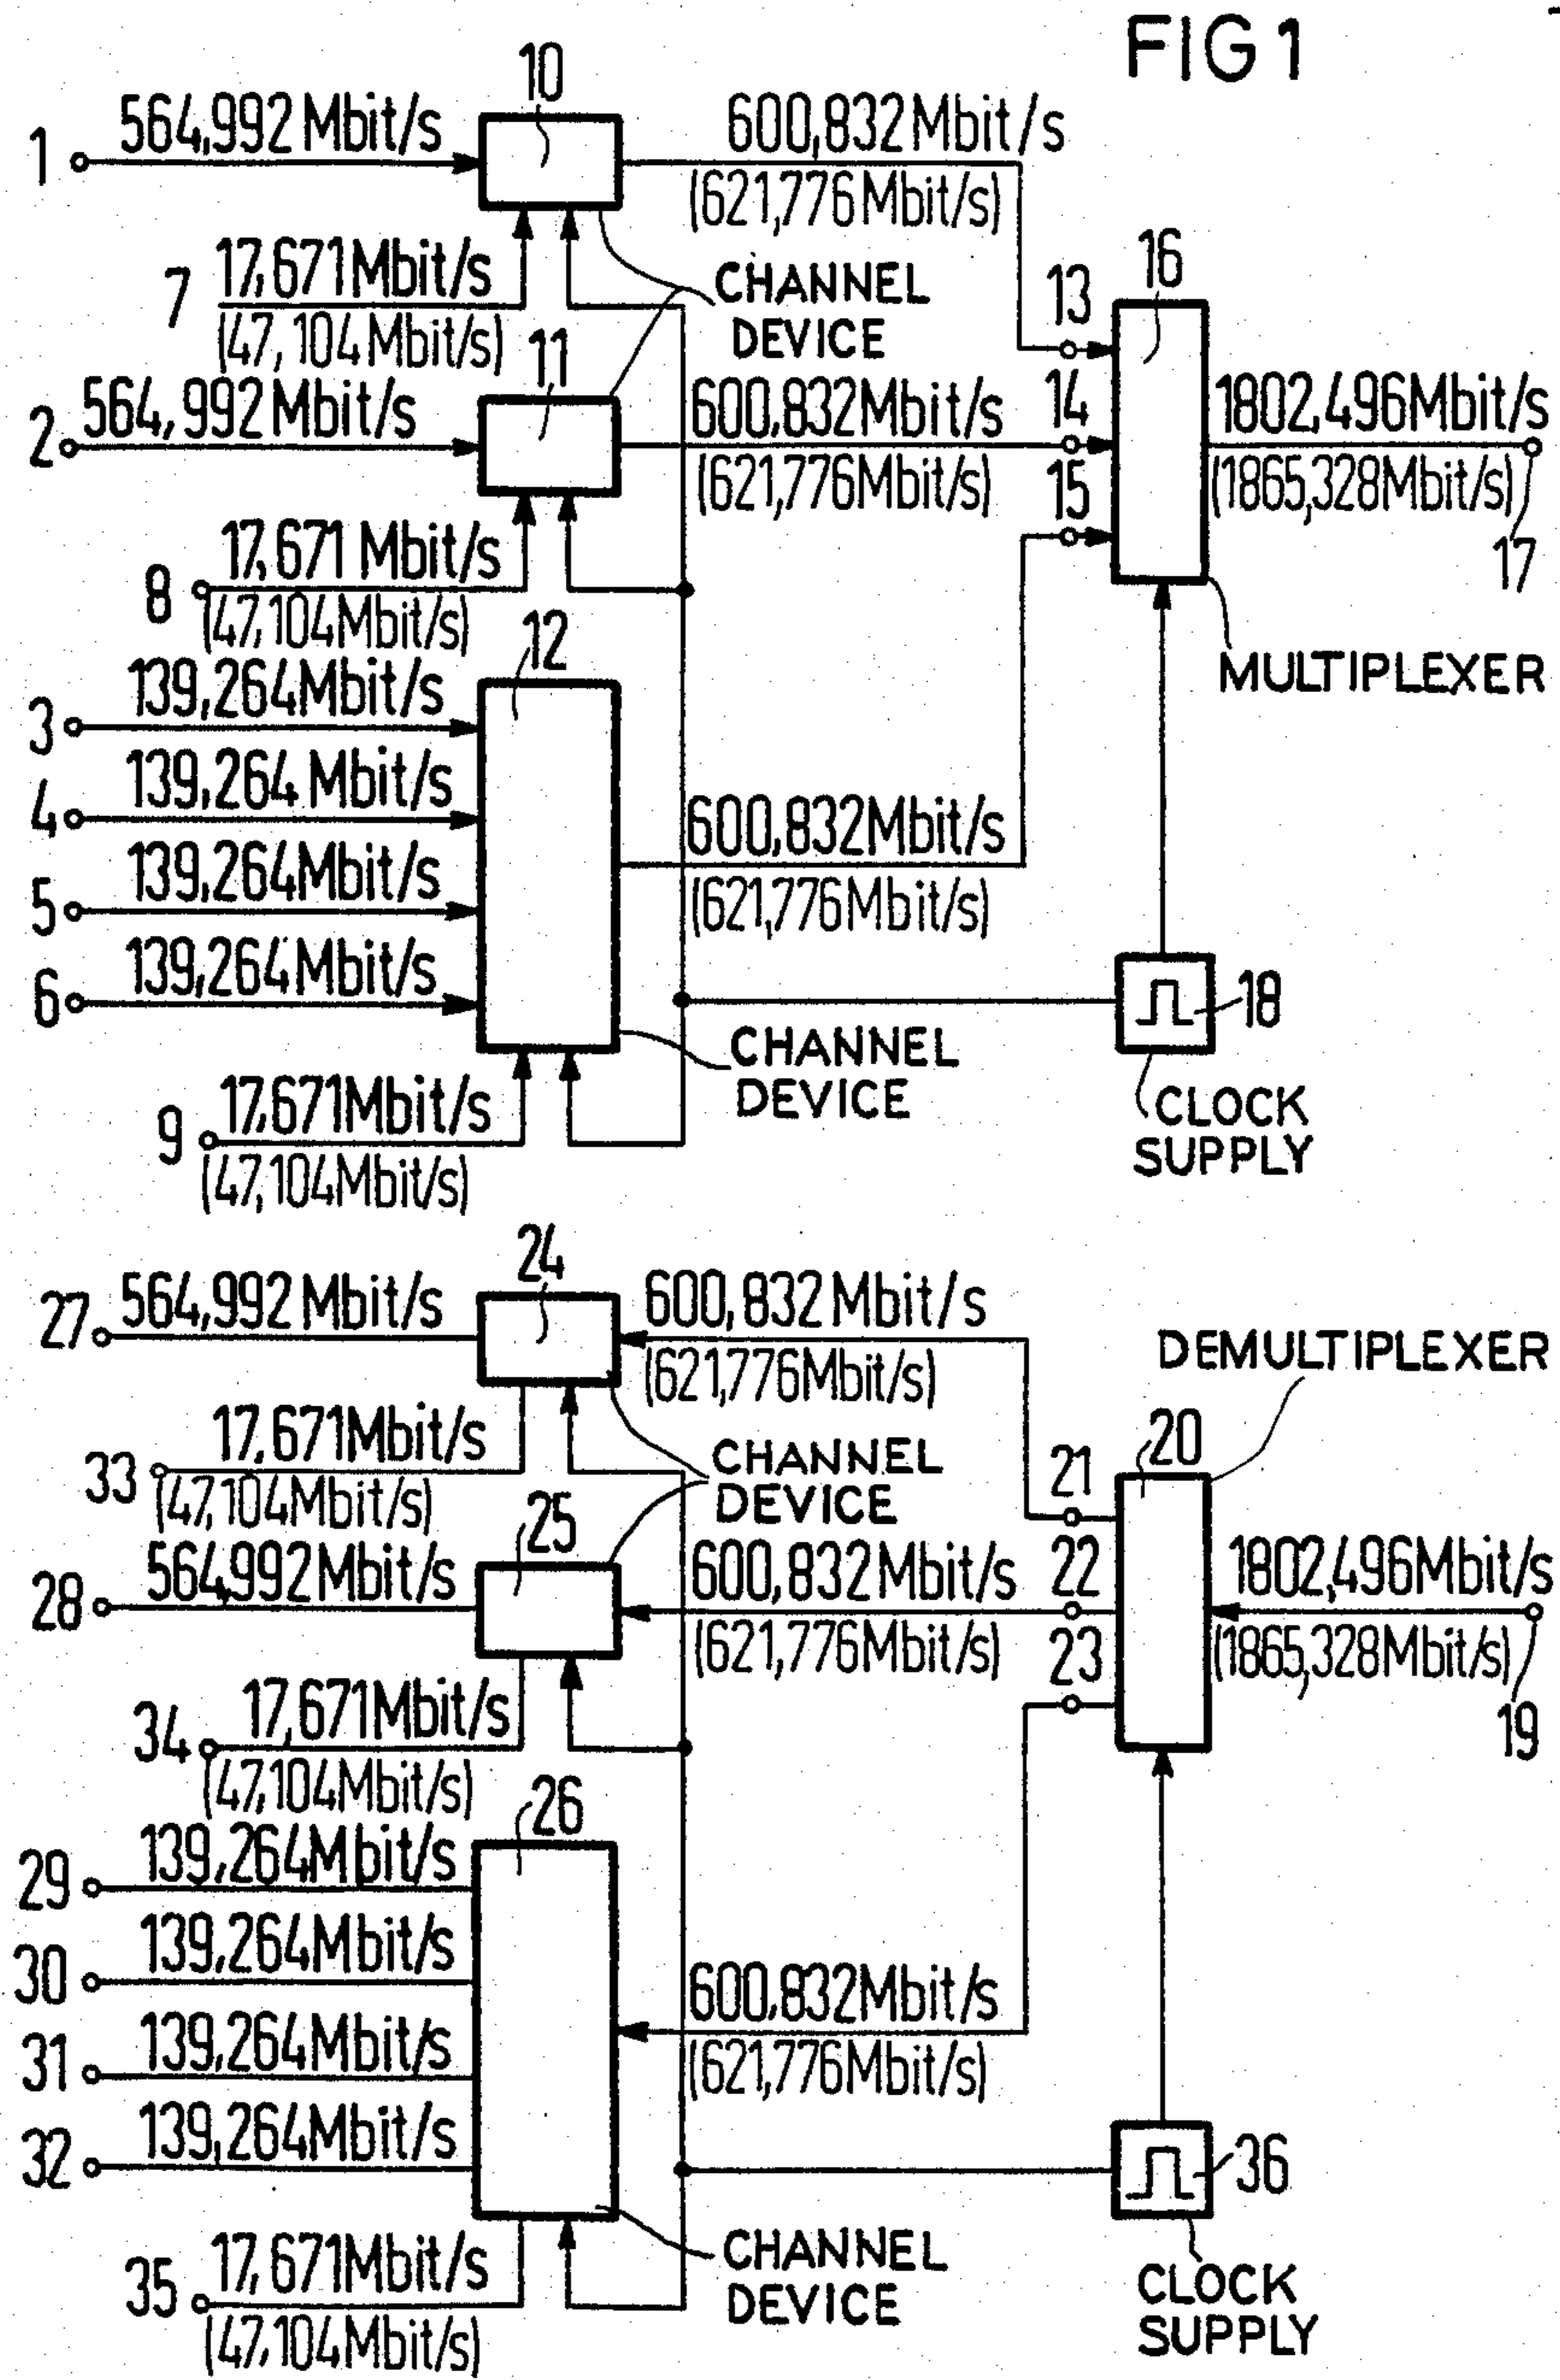 FIG 1
10
1
564,992 Mbit/s
600,832 Mbit/s
(621,776 Mbit/s)
7
17,671 Mbit/s
(47,104 Mbit/s)
CHANNEL
DEVICE
13
16
11
2
564,992 Mbit/s
600,832 Mbit/s
(621,776 Mbit/s)
14
15
1802,496 Mbit/s
(1865,328 Mbit/s)
17
8
17,671 Mbit/s
(47,104 Mbit/s)
12
MULTIPLEXER
3
139,264 Mbit/s
4
139,264 Mbit/s
5
139,264 Mbit/s
600,832 Mbit/s
(621,776 Mbit/s)
6
139,264 Mbit/s
18
CHANNEL
DEVICE
9
17,671 Mbit/s
(47,104 Mbit/s)
CLOCK
SUPPLY
24
27
564,992 Mbit/s
600,832 Mbit/s
(621,776 Mbit/s)
DEMULTIPLEXER
33
17,671 Mbit/s
(47,104 Mbit/s)
CHANNEL
DEVICE
21
20
25
28
564,992 Mbit/s
600,832 Mbit/s
(621,776 Mbit/s)
22
23
1802,496 Mbit/s
(1865,328 Mbit/s)
19
34
17,671 Mbit/s
(47,104 Mbit/s)
26
29
139,264 Mbit/s
30
139,264 Mbit/s
600,832 Mbit/s
(621,776 Mbit/s)
31
139,264 Mbit/s
32
139,264 Mbit/s
36
CHANNEL
DEVICE
35
17,671 Mbit/s
(47,104 Mbit/s)
CLOCK
SUPPLY